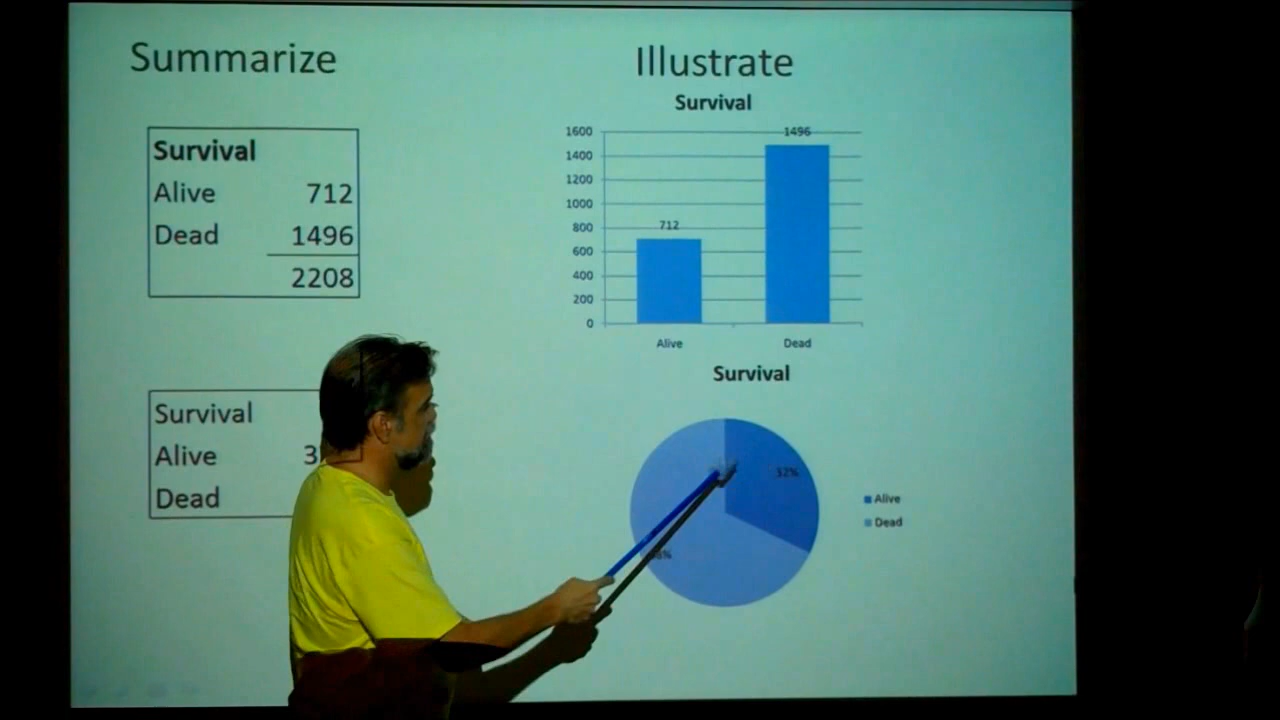 Summarize
Survival
Alive 712
Dead 1496
2208
Survival
Alive
Dead
Illustrate
Survival
1600
1400
1200
1000
800
600
400
200
0
712
1496
Alive Dead
Survival
32%
Alive
Dead